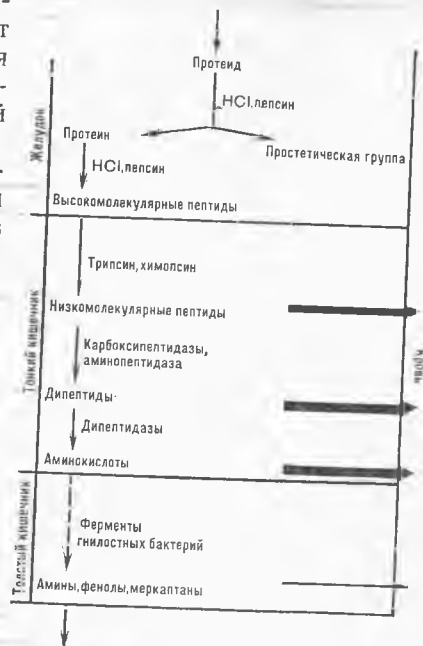 т
я
й
Протеид
HCl, пепсин
Протеин
Простетическая группа
HCl, пепсин
Высокомолекулярные пептиды
Желудок
Трипсин, химопсин
Низкомолекулярные пептиды
Карбоксипептидазы,
аминопептидаза
Дипептиды
Дипептидазы
Аминокислоты
Тонкий кишечник
Кровь
Ферменты
гнилостных бактерий
Амины, фенолы, меркаптаны
Толстый кишечник